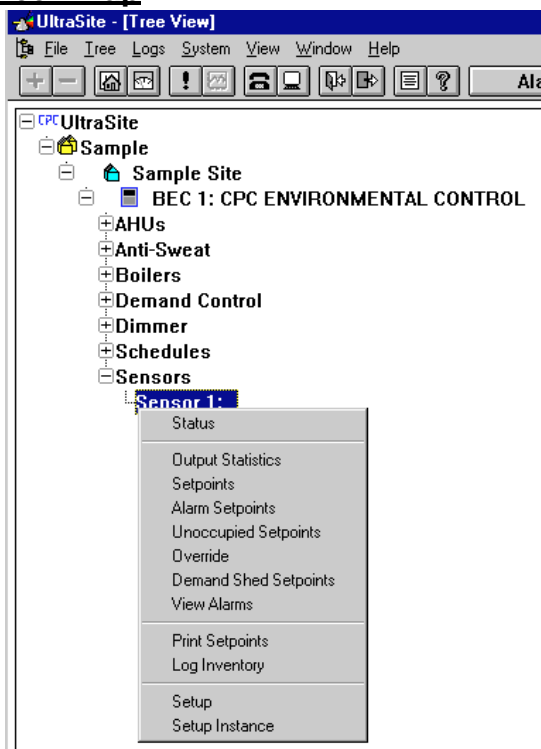 UltraSite - [Tree View]
File Tree Logs System View Window Help
Ala
CPC UltraSite
Sample
Sample Site
BEC 1: CPC ENVIRONMENTAL CONTROL
AHUs
Anti-Sweat
Boilers
Demand Control
Dimmer
Schedules
Sensors
Sensor 1:
Status
Output Statistics
Setpoints
Alarm Setpoints
Unoccupied Setpoints
Override
Demand Shed Setpoints
View Alarms
Print Setpoints
Log Inventory
Setup
Setup Instance